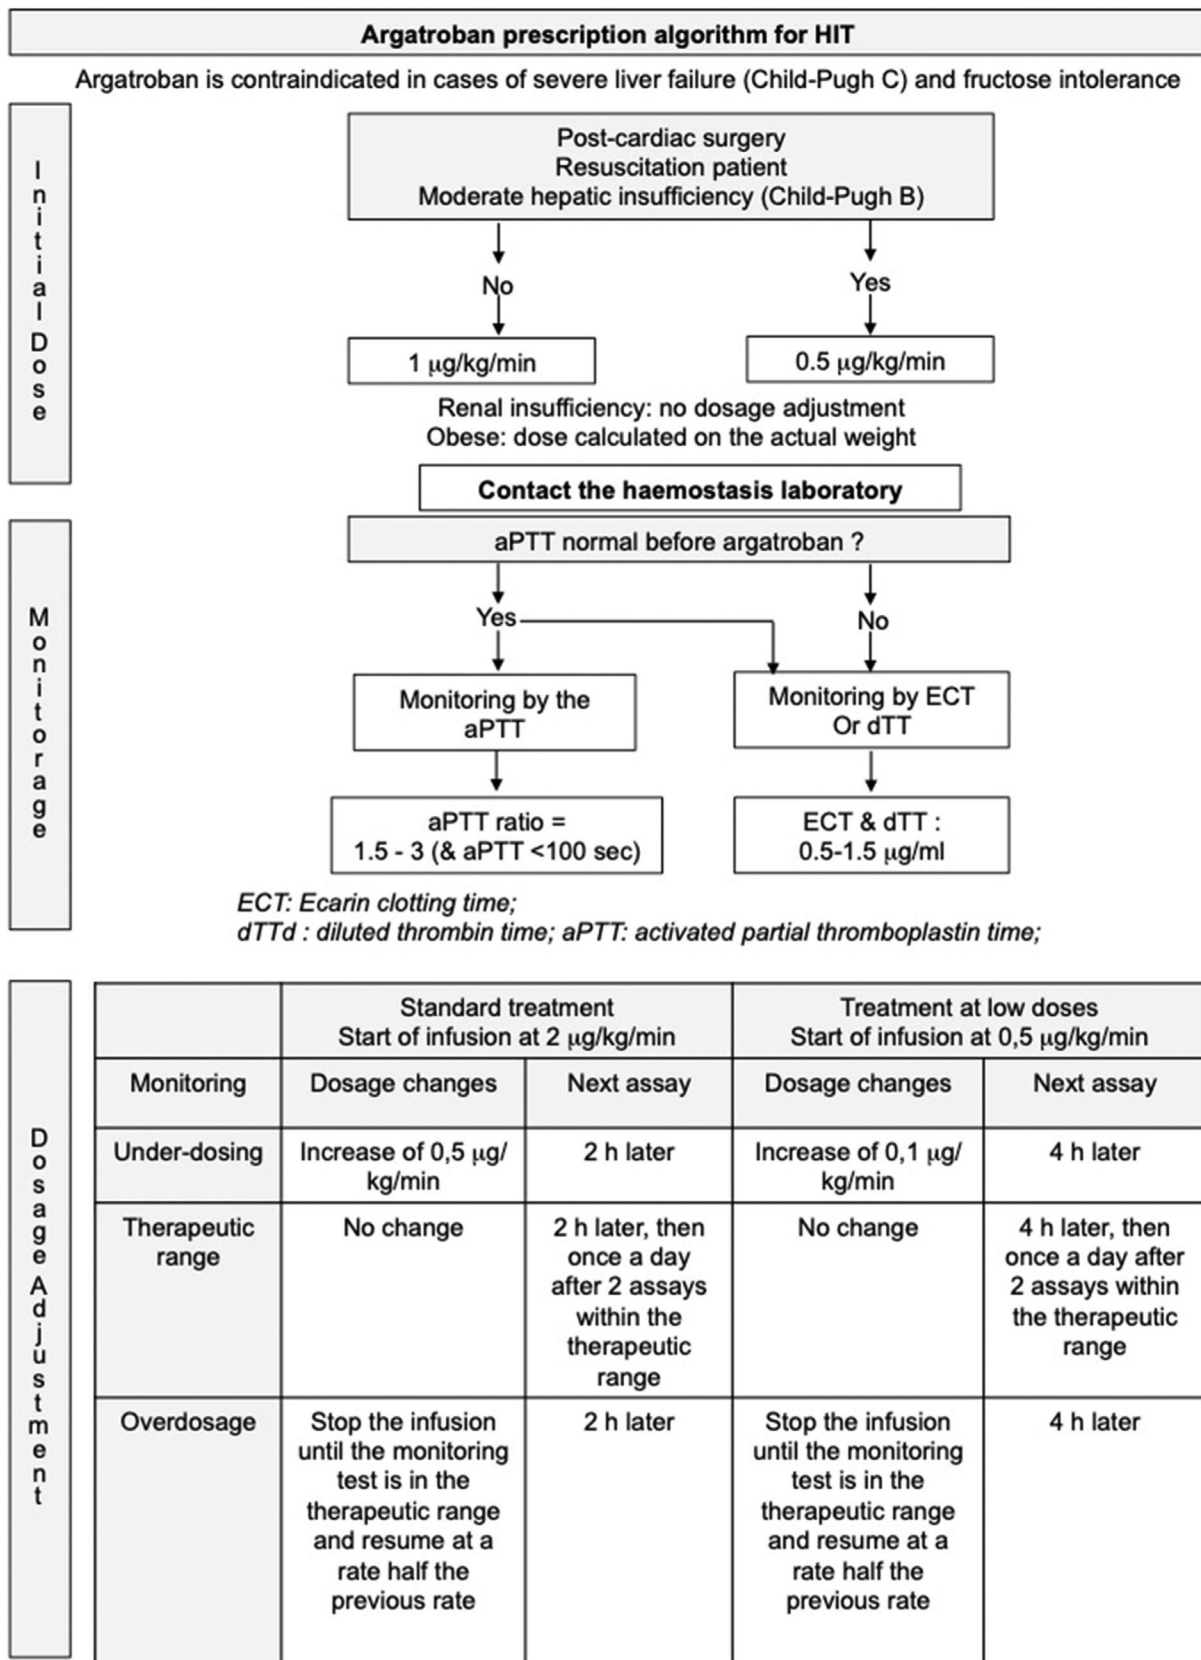 Argatroban prescription algorithm for HIT
Argatroban is contraindicated in cases of severe liver failure (Child-Pugh C) and fructose intolerance
Initial Dose
Post-cardiac surgery
Resuscitation patient
Moderate hepatic insufficiency (Child-Pugh B)
No
Yes
1 μg/kg/min
0.5 μg/kg/min
Renal insufficiency: no dosage adjustment
Obese: dose calculated on the actual weight
Contact the haemostasis laboratory
Monitorage
aPTT normal before argatroban ?
Yes
No
Monitoring by the
aPTT
Monitoring by ECT
Or dTT
aPTT ratio =
1.5 - 3 (& aPTT <100 sec)
ECT & dTT :
0.5-1.5 μg/ml
ECT: Ecarin clotting time;
dTTd : diluted thrombin time; aPTT: activated partial thromboplastin time;
Dosage Adjustment
Standard treatment
Start of infusion at 2 μg/kg/min
Treatment at low doses
Start of infusion at 0,5 μg/kg/min
Monitoring
Dosage changes
Next assay
Dosage changes
Next assay
Under-dosing
Increase of 0,5 μg/
kg/min
2 h later
Increase of 0,1 μg/
kg/min
4 h later
Therapeutic
range
No change
2 h later, then
once a day
after 2 assays
within the
therapeutic
range
No change
4 h later, then
once a day after
2 assays within
the therapeutic
range
Overdosage
Stop the infusion
until the monitoring
test is in the
therapeutic range
and resume at a
rate half the
previous rate
2 h later
Stop the infusion
until the monitoring
test is in the
therapeutic range
and resume at a
rate half the
previous rate
4 h later